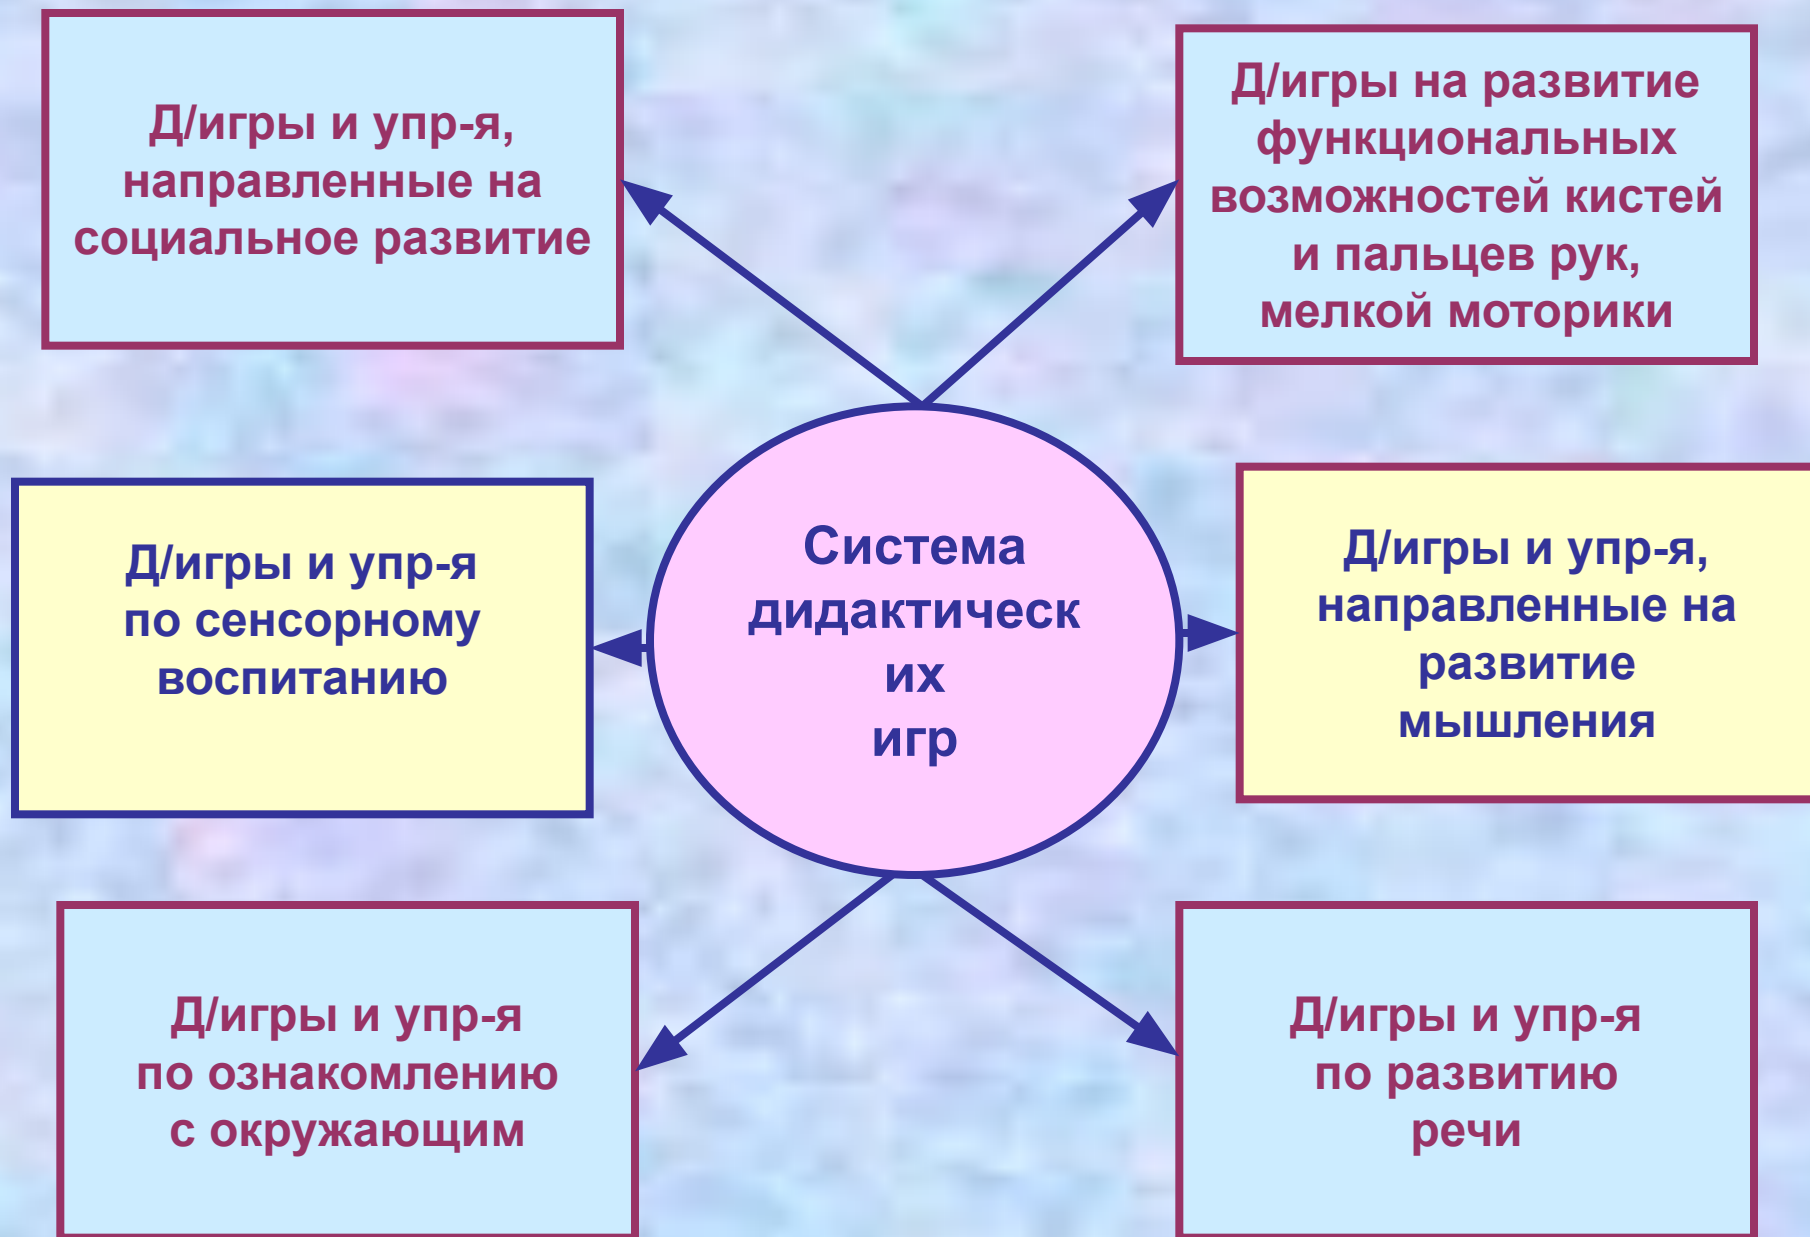 Д/игры и упр-я,
направленные на
социальное развитие
Д/игры на развитие
функциональных
возможностей кистей
и пальцев рук,
мелкой моторики
Д/игры и упр-я
по сенсорному
воспитанию
Система
дидактическ
их
игр
Д/игры и упр-я,
направленные на
развитие
мышления
Д/игры и упр-я
по ознакомлению
с окружающим
Д/игры и упр-я
по развитию
речи